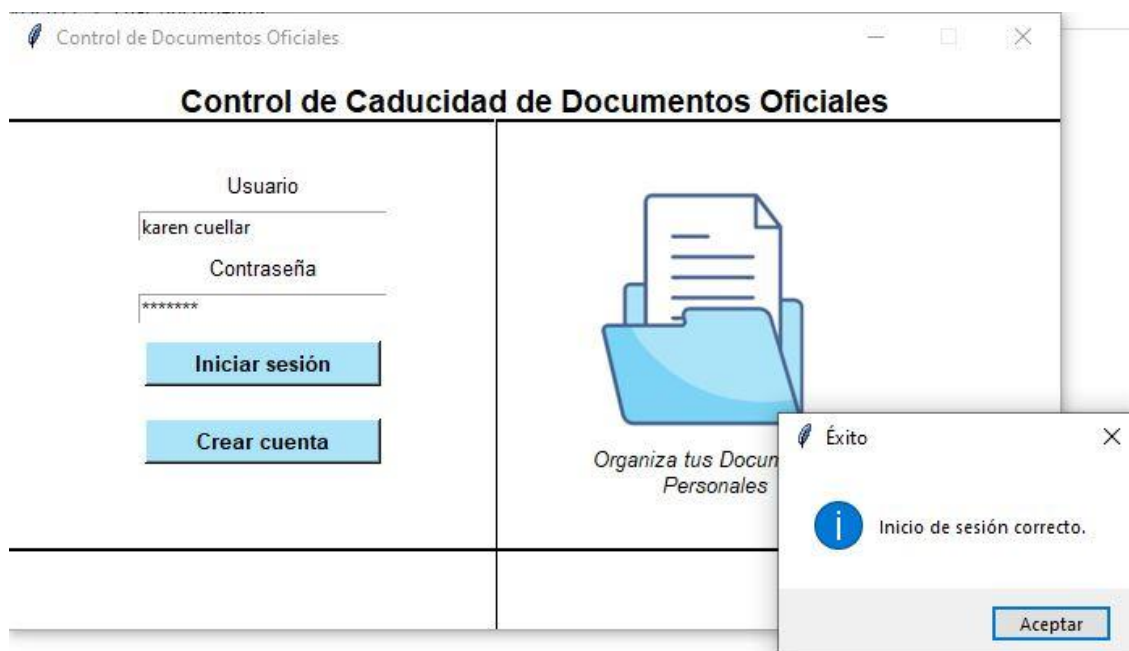 Control de Documentos Oficiales
Control de Caducidad de Documentos Oficiales
Usuario
karen cuellar
Contraseña
*******
Iniciar sesión
Crear cuenta
Organiza tus
Personales
Éxito
Inicio de sesión correcto.
Aceptar